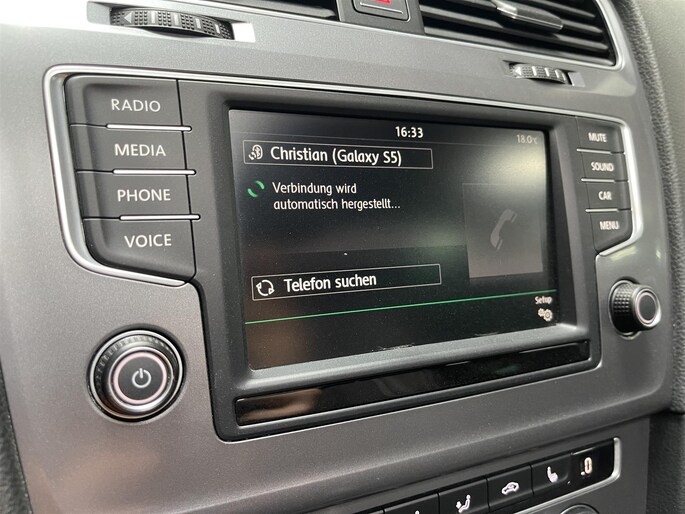 RADIO
MEDIA
PHONE
VOICE
16:33
18.0°C
Christian (Galaxy S5)
Verbindung wird
automatisch hergestellt...
Telefon suchen
Setup
MUTE
SOUND
CAR
MENU
.0